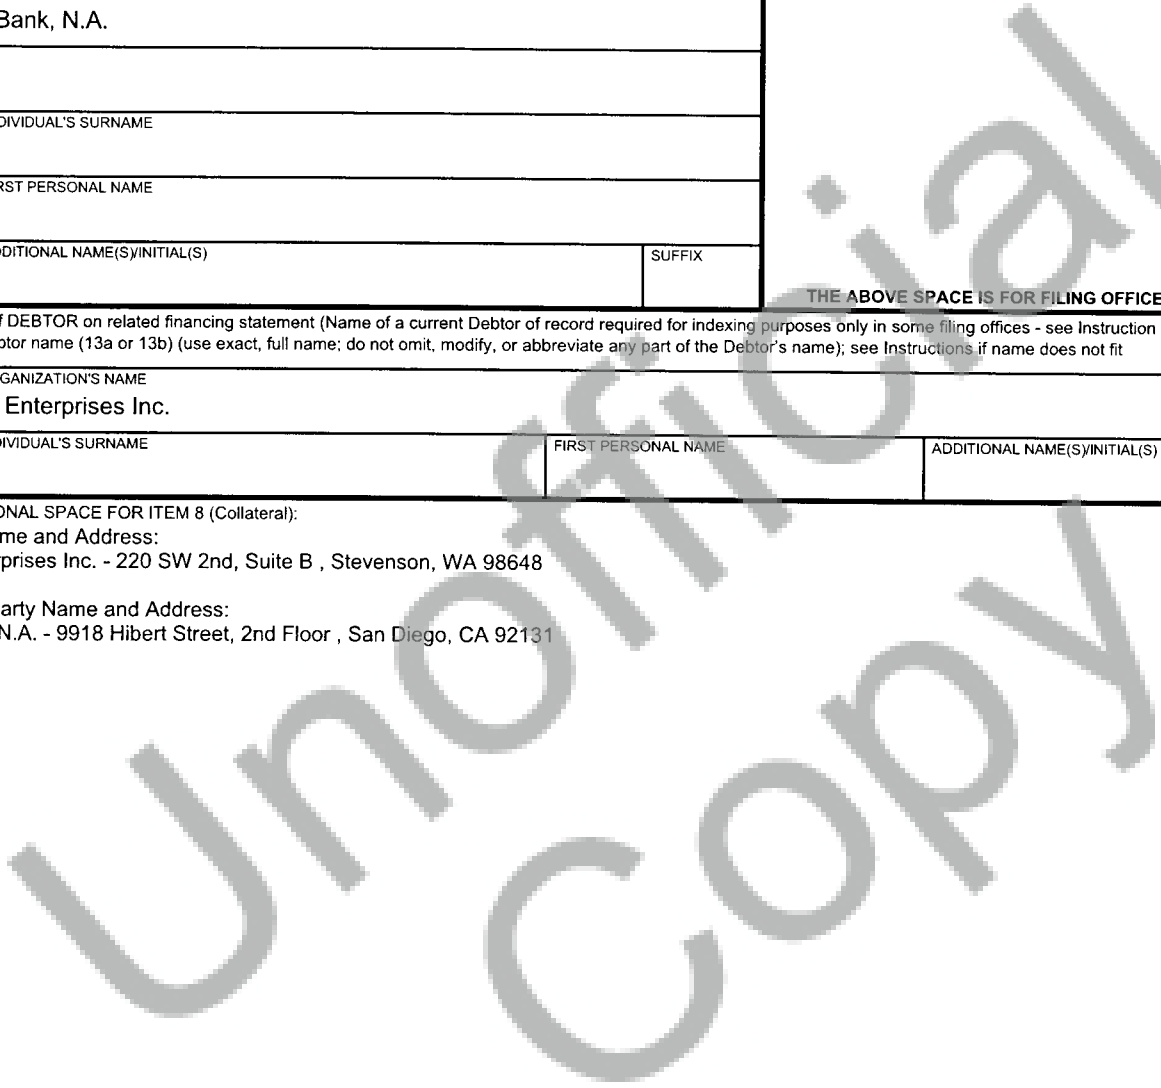 Bank, N.A.
DIVIDUAL'S SURNAME
RST PERSONAL NAME
DDITIONAL NAME(S)/INITIAL(S)
SUFFIX
THE ABOVE SPACE IS FOR FILING OFFICE
f DEBTOR on related financing statement (Name of a current Debtor of record required for indexing purposes only in some filing offices - see Instruction
btor name (13a or 13b) (use exact, full name; do not omit, modify, or abbreviate any part of the Debtor's name); see Instructions if name does not fit
GANIZATION'S NAME
Enterprises Inc.
DIVIDUAL'S SURNAME
FIRST PERSONAL NAME
ADDITIONAL NAME(S)/INITIAL(S)
ONAL SPACE FOR ITEM 8 (Collateral):
me and Address:
rprises Inc. - 220 SW 2nd, Suite B , Stevenson, WA 98648
arty Name and Address:
N.A. - 9918 Hibert Street, 2nd Floor , San Diego, CA 92131
Unofficial
Copy